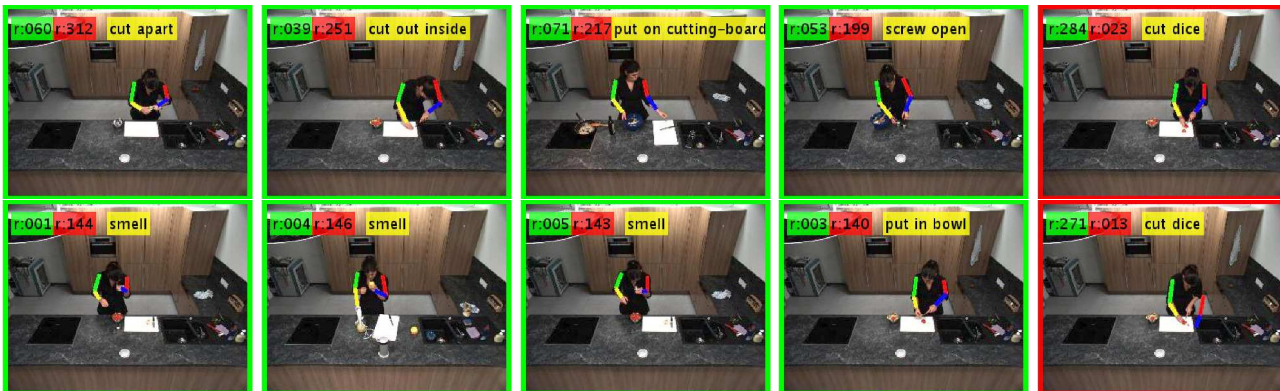 r:060 r:312 cut apart
r:039 r:251 cut out inside
r:071 r:217 put on cutting-board
r:053 r:199 screw open
r:284 r:023 cut dice
r:001 r:144 smell
r:004 r:146 smell
r:005 r:143 smell
r:003 r:140 put in bowl
r:271 r:013 cut dice